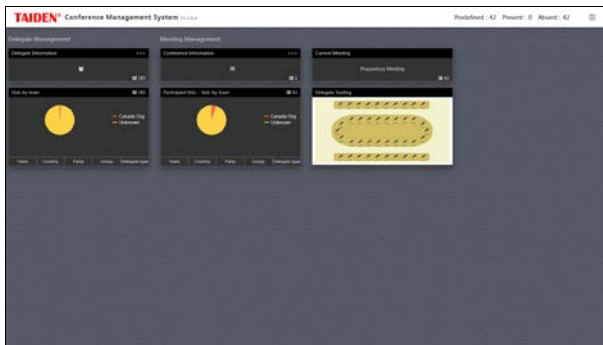 TAIDEN® Conference Management System
Predefined : 42 Present : 0 Absent : 42
Delegate Management
Meeting Management
Delegate Information
Conference Information
Current Meeting
Preparatory Meeting
42
Stat. by team
Participant Info. - Stat. by team
42
Delegate Seating
Canada Org
Unknown
Canada Org
Unknown
Team Country Party Group Delegate type
Team Country Party Group Delegate type